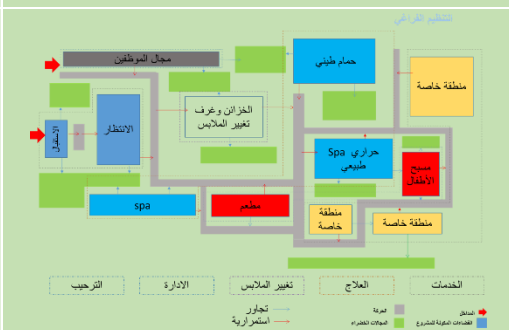 التنظيم الفراغي
مجال الموظفين
حمام طيني
منطقة خاصة
الخزائن وغرف
تغيير الملابس
الانتظار
الاستقبال
حراري Spa
طبيعي
مسبح
الأطفال
spa
مطعم
منطقة
خاصة
منطقة خاصة
الخدمات
العلاج
تغيير الملابس
الادارة
الترحيب
تجاور
استمرارية
المداخل
الحركة
الفضاءات المكونة للمشروع
المجالات الخضراء